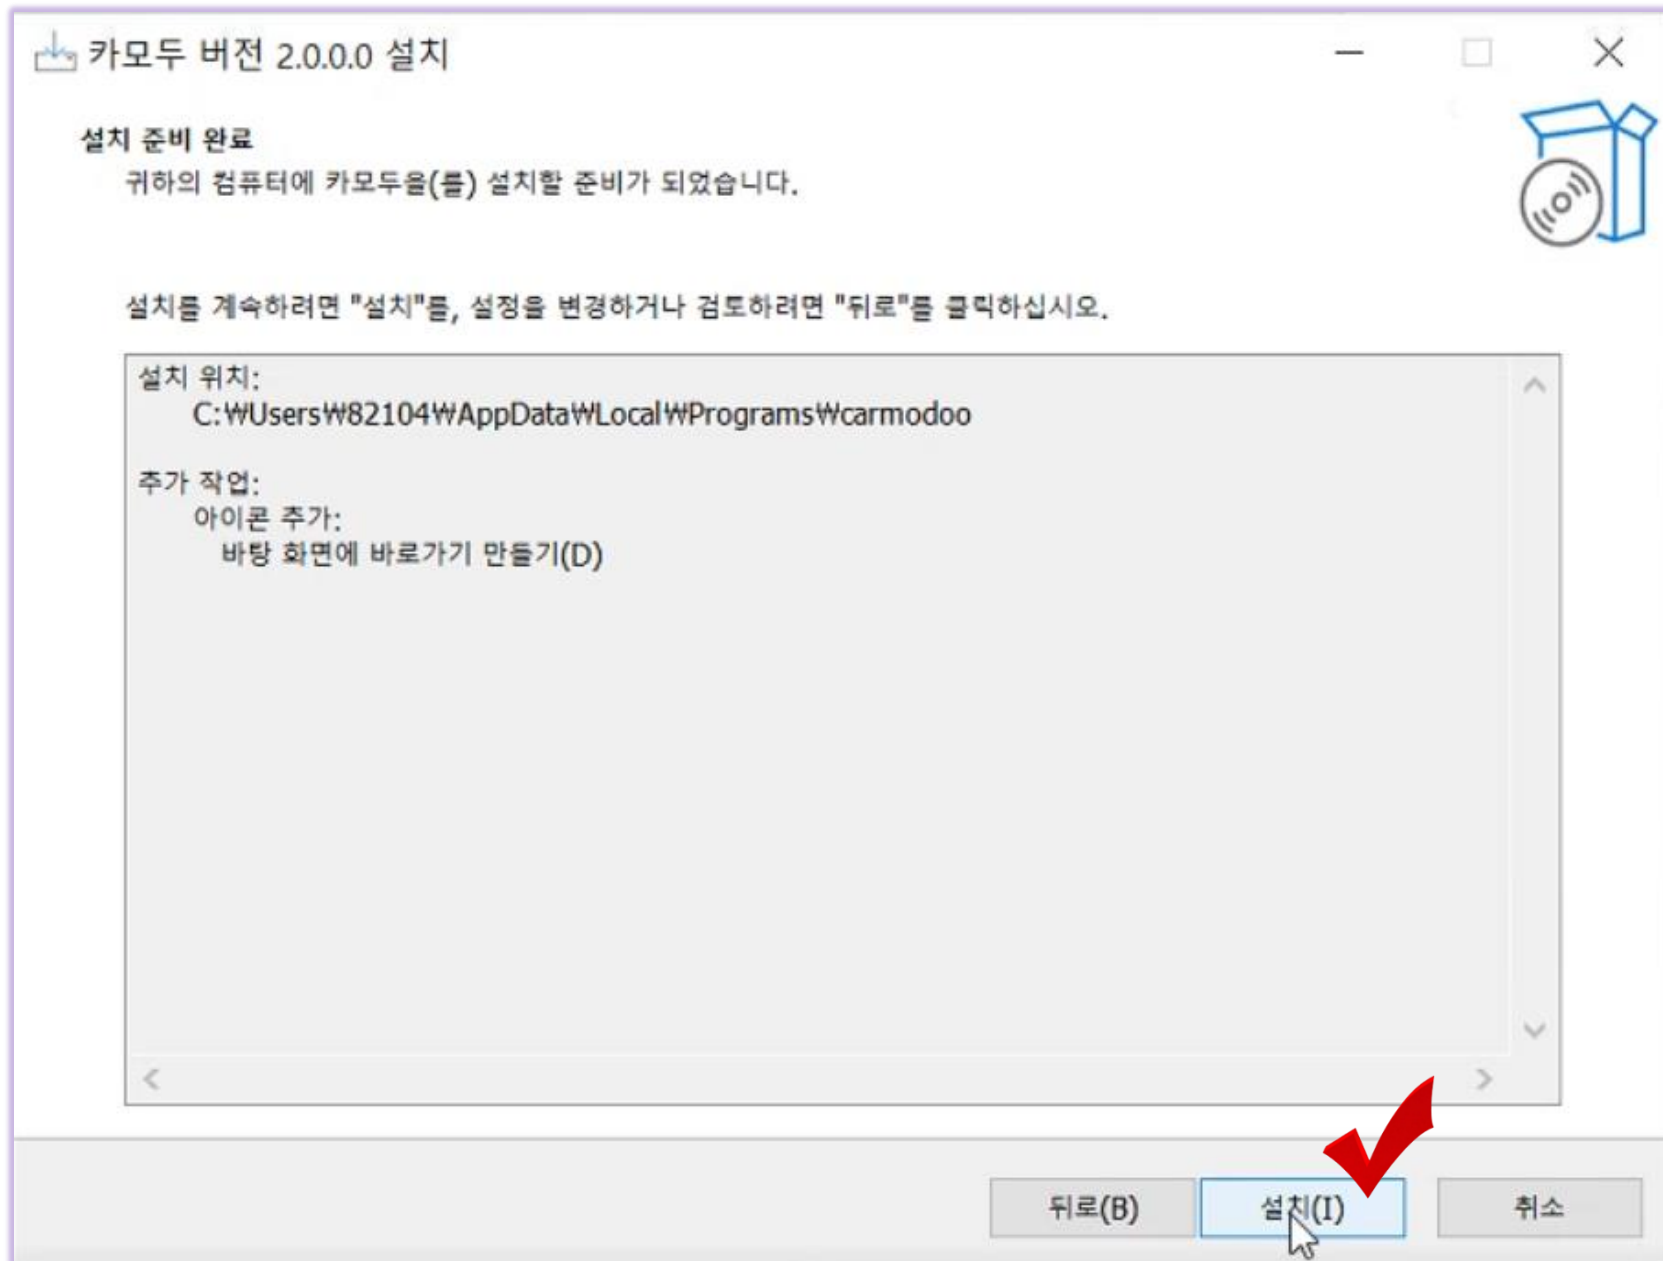 카모두 버전 2.0.0.0 설치
설치 준비 완료
귀하의 컴퓨터에 카모두을(를) 설치할 준비가 되었습니다.
설치를 계속하려면 "설치"를, 설정을 변경하거나 검토하려면 "뒤로"를 클릭하십시오.
설치 위치:
C:₩Users₩82104₩AppData₩Local₩Programs₩carmodoo
추가 작업:
아이콘 추가:
바탕 화면에 바로가기 만들기(D)
뒤로(B)
설치(I)
취소